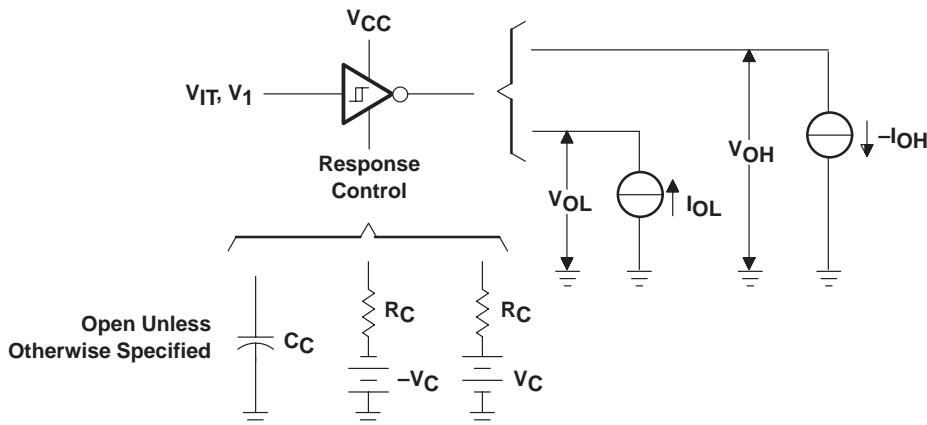 VCC
VIT, V1
Response
Control
VOH
–IOH
VOL
IOL
Open Unless
Otherwise Specified
CC
RC
–VC
RC
VC